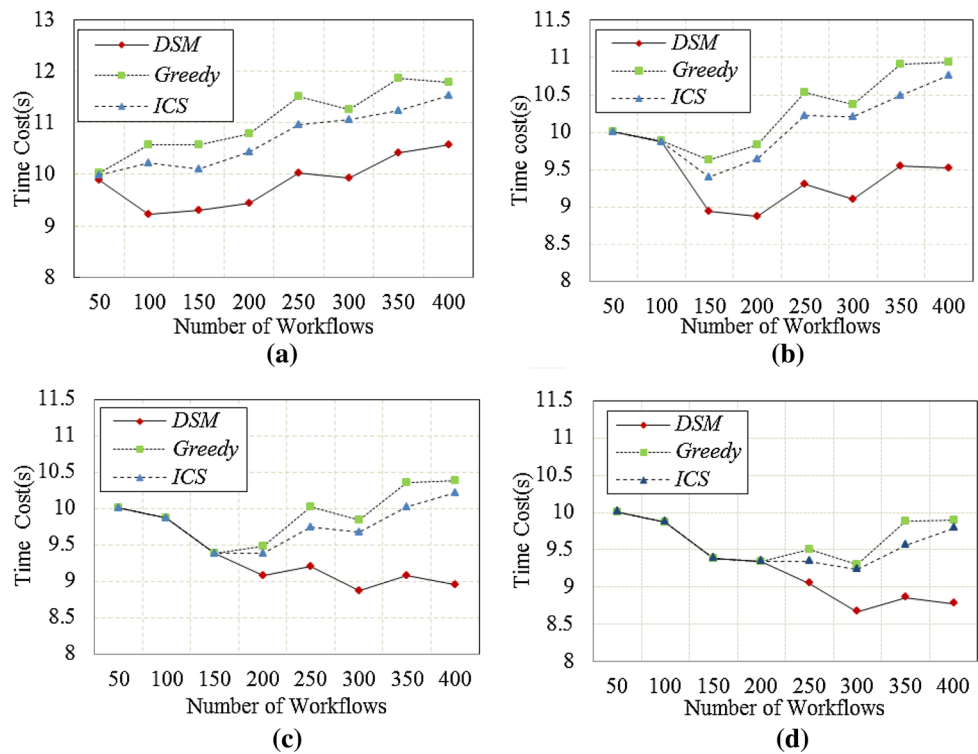 13
12
11
10
9
8
Time Cost(s)
DSM
Greedy
ICS
50 100 150 200 250 300 350 400
Number of Workflows
(a)
11.5
11
10.5
10
9.5
9
8.5
8
Time cost(s)
DSM
Greedy
ICS
50 100 150 200 250 300 350 400
Number of Workflows
(b)
11.5
11
10.5
10
9.5
9
8.5
8
Time Cost(s)
DSM
Greedy
ICS
50 100 150 200 250 300 350 400
Number of Workflows
(c)
11.5
11
10.5
10
9.5
9
8.5
8
Time Cost(s)
DSM
Greedy
ICS
50 100 150 200 250 300 350 400
Number of Workflows
(d)